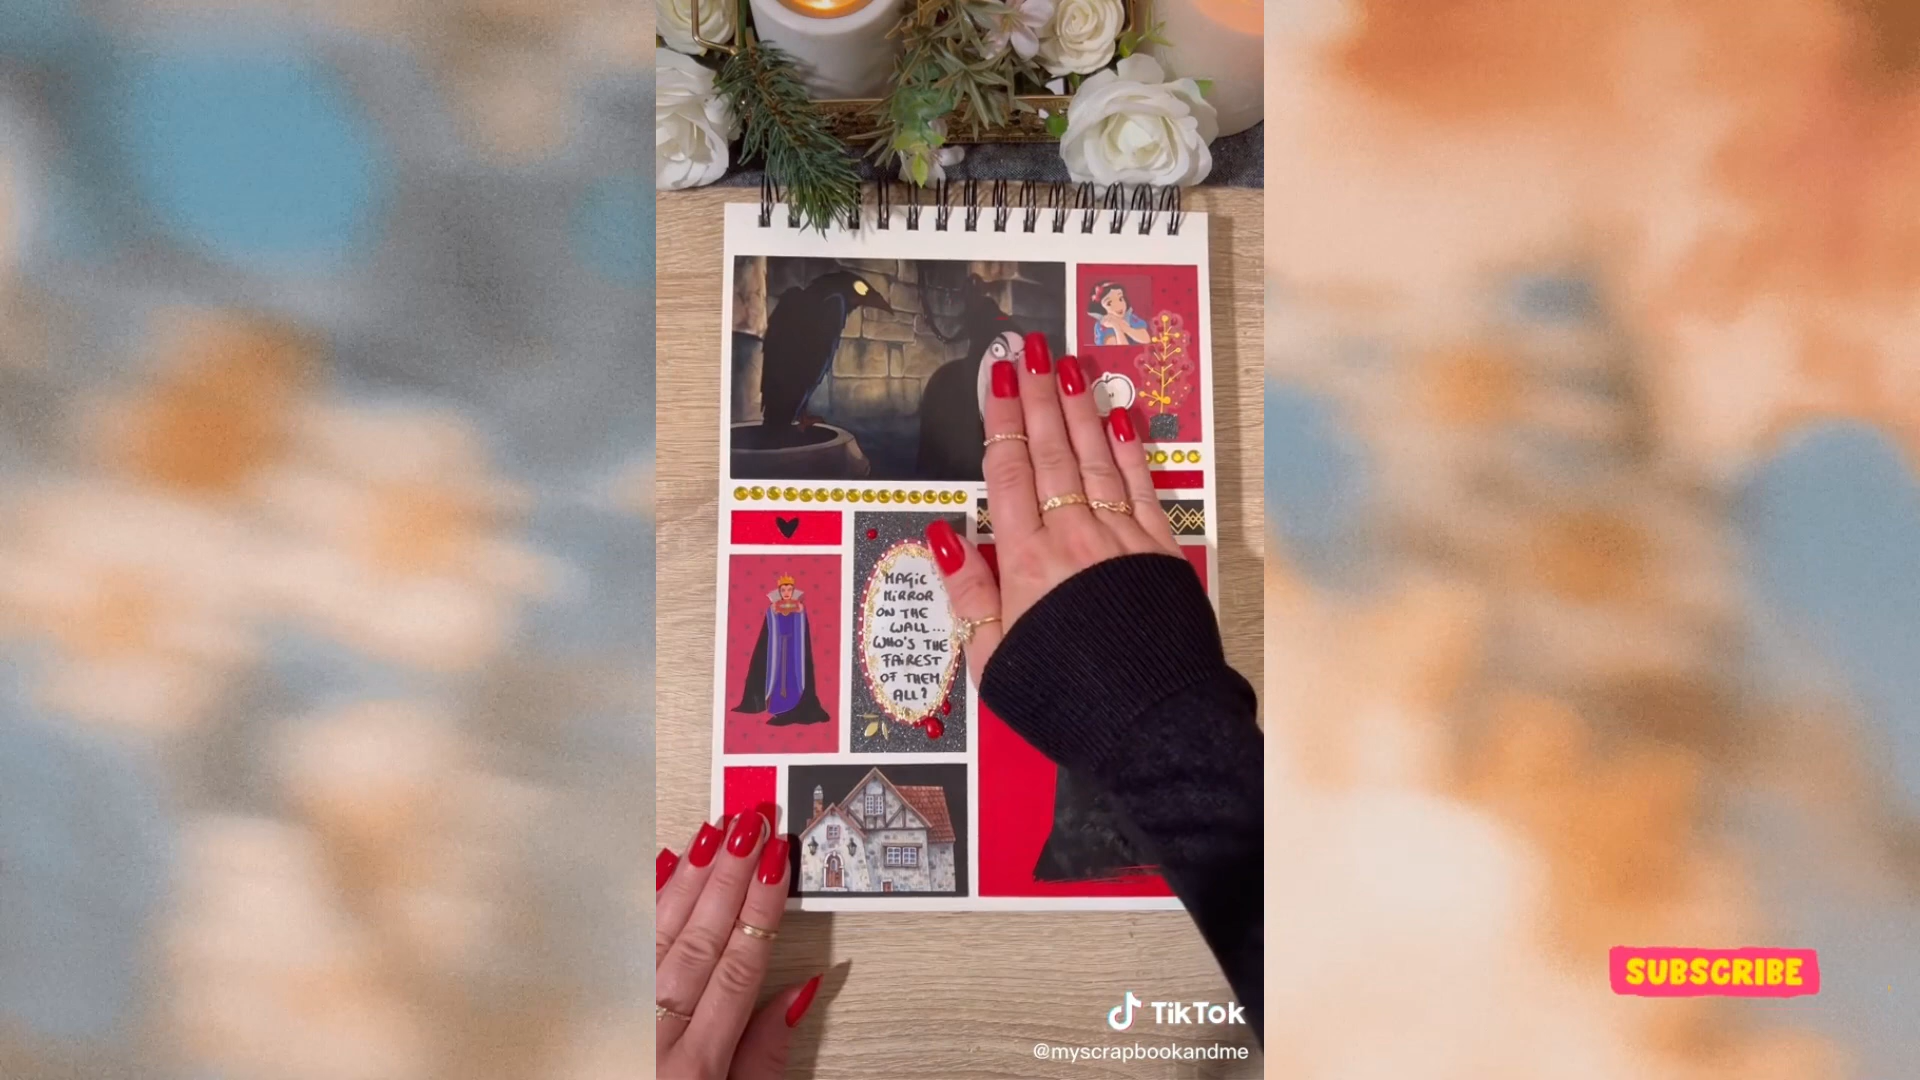 MAGIC
MIRROR
ON THE
WALL...
WHO'S THE
FAIREST
OF THEM
ALL?
SUBSCRIBE
TikTok
@myscrapbookandme